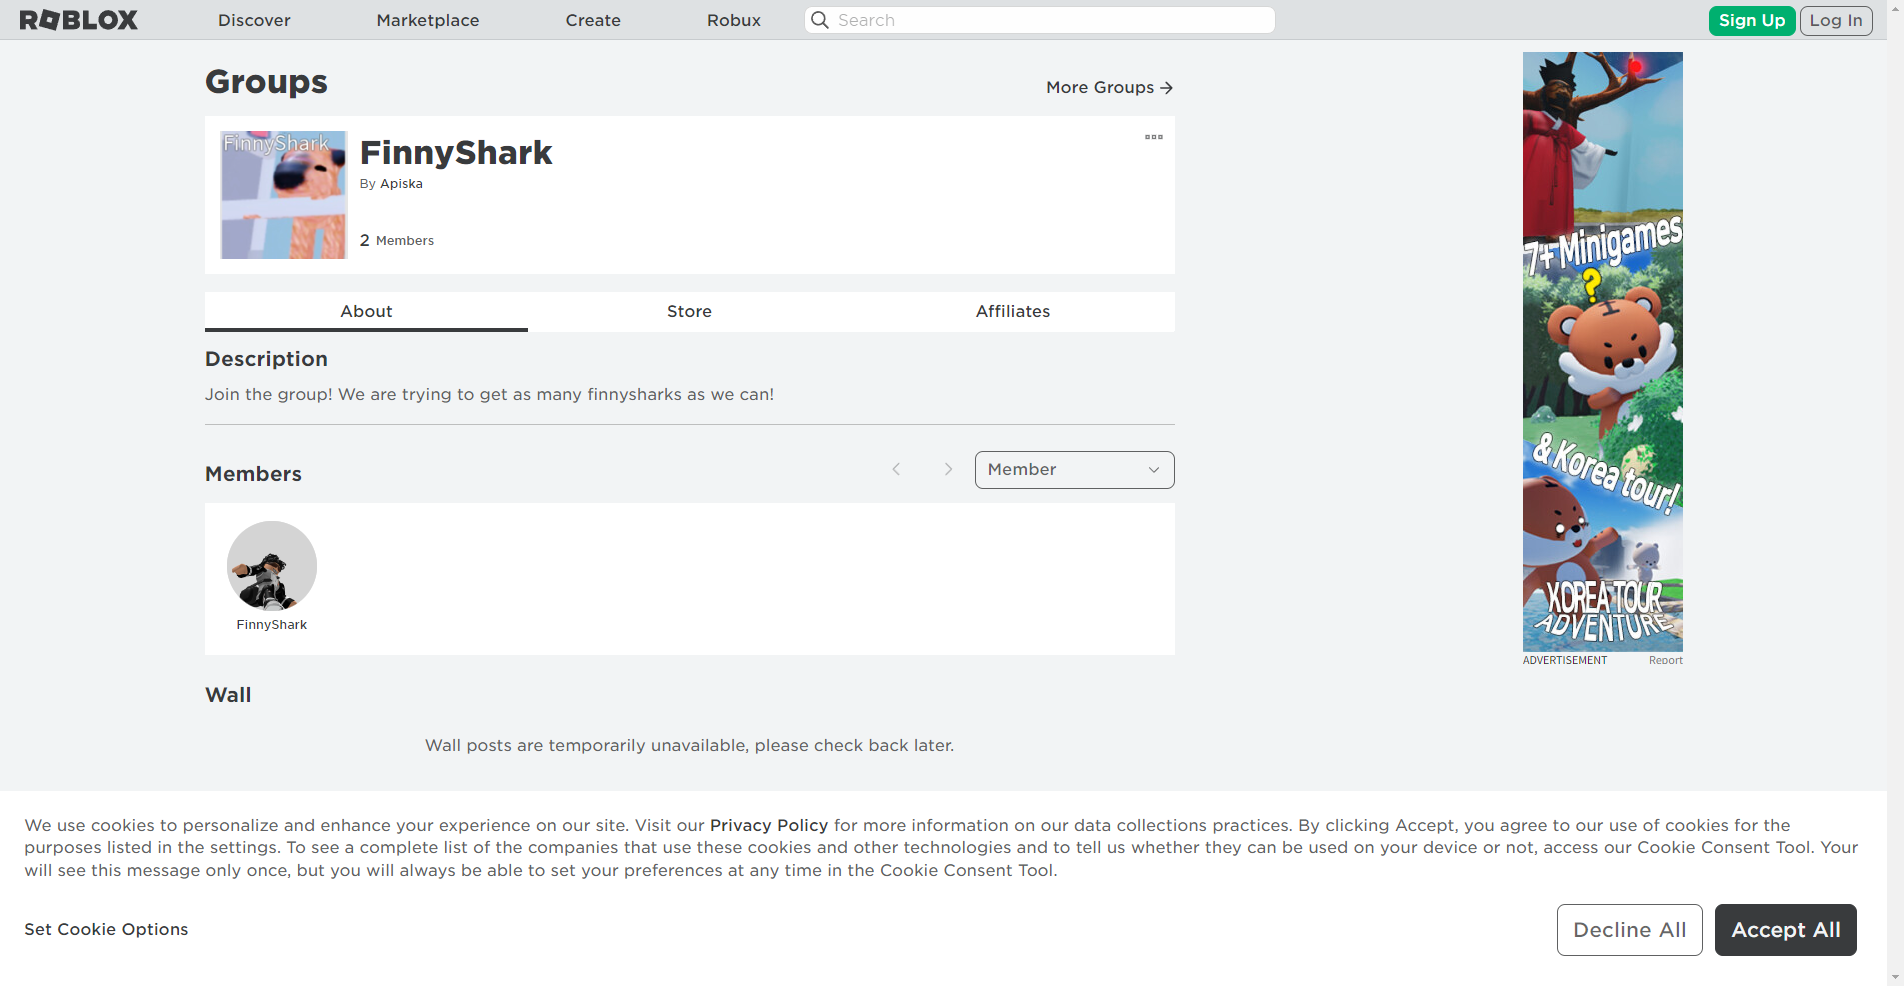 ROBLOX
Discover
Marketplace
Create
Robux
Search
Sign Up
Log In
Groups
More Groups
FinnyShark
FinnyShark
By Apiska
2 Members
About
Store
Affiliates
Description
Join the group! We are trying to get as many finnysharks as we can!
Members
Member
FinnyShark
Wall
Wall posts are temporarily unavailable, please check back later.
7+ Minigames
?
& Korea tour!
KOREA TOUR
ADVENTURE
ADVERTISEMENT
Report
We use cookies to personalize and enhance your experience on our site. Visit our Privacy Policy for more information on our data collections practices. By clicking Accept, you agree to our use of cookies for the
purposes listed in the settings. To see a complete list of the companies that use these cookies and other technologies and to tell us whether they can be used on your device or not, access our Cookie Consent Tool. Your
will see this message only once, but you will always be able to set your preferences at any time in the Cookie Consent Tool.
Set Cookie Options
Decline All
Accept All